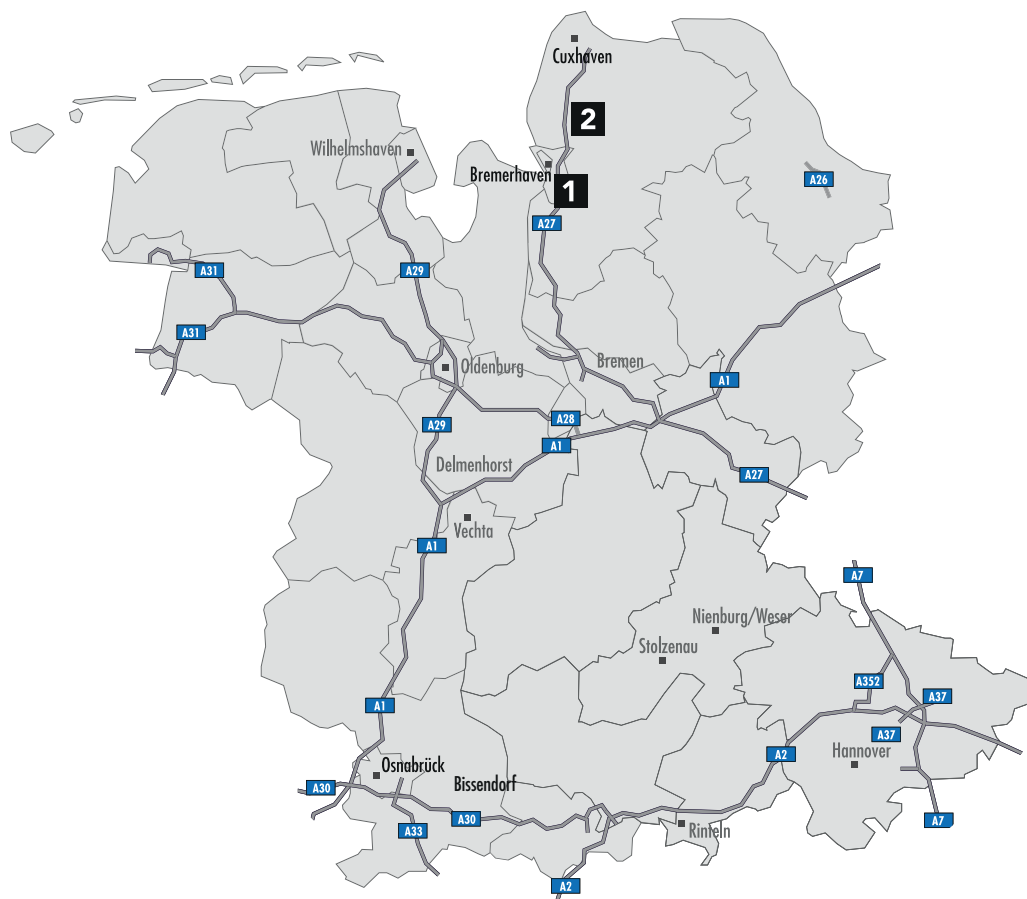 Cuxhaven
2
Wilhelmshaven
Bremerhaven
A26
1
A27
A31
A29
A31
Bremen
Oldenburg
A1
A28
A29
A1
Delmenhorst
A27
Vechta
A1
A7
Nienburg/Weser
Stolzenau
A352
A37
A1
A37
Hannover
A2
Osnabrück
Bissendorf
A30
A30
A33
Rinteln
A7
A2